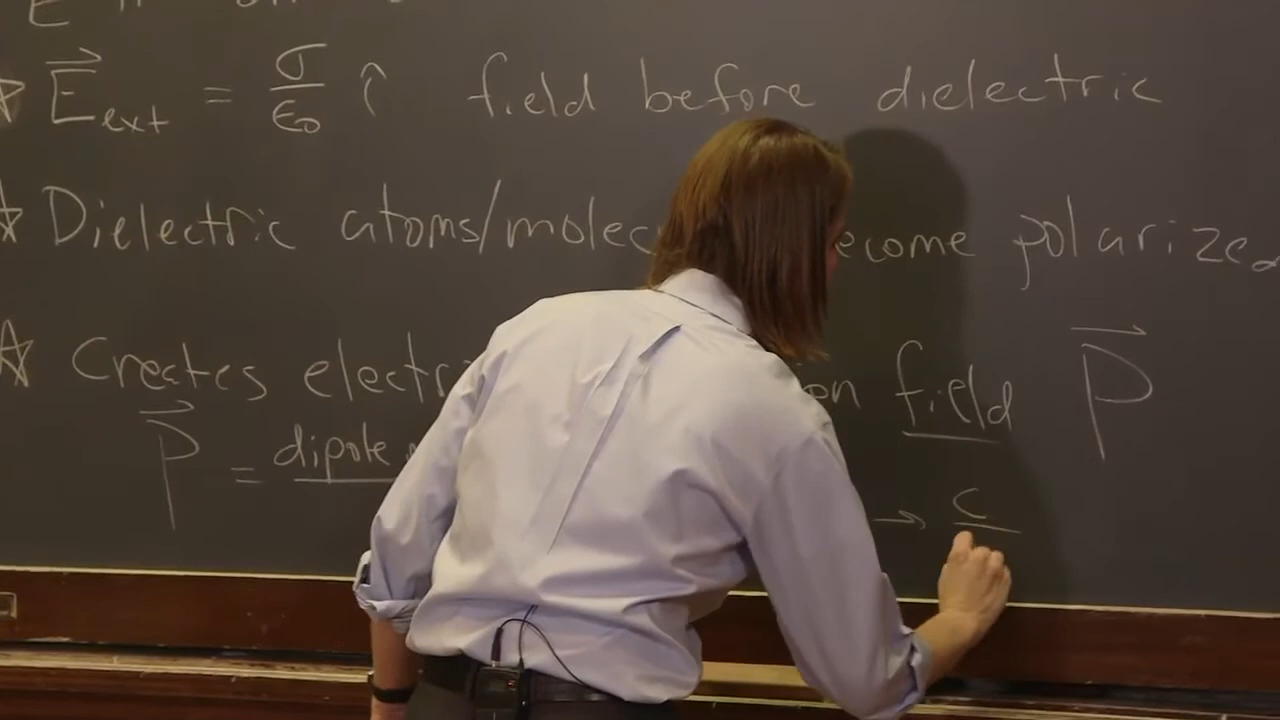 ☆ E⃗ext = σ/ε₀ î field before dielectric
☆ Dielectric atoms/molec ecome polarized
☆ Creates electr on field P⃗
P⃗ = dipole → C